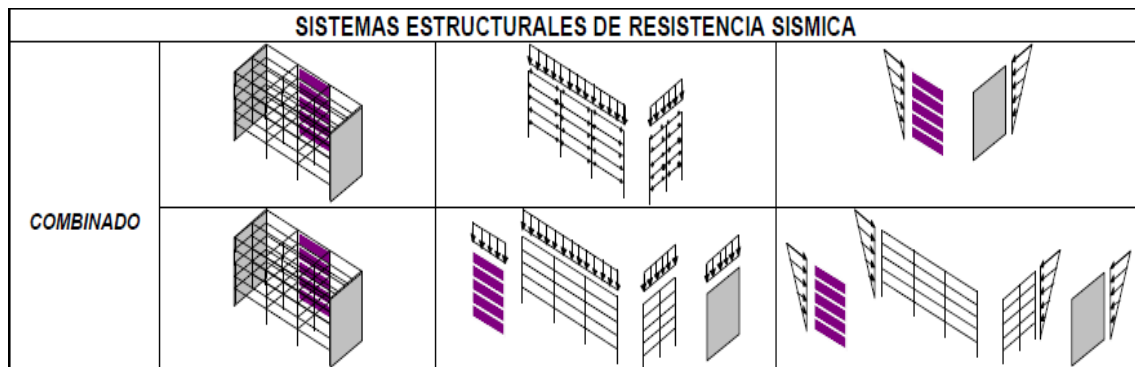 SISTEMAS ESTRUCTURALES DE RESISTENCIA SISMICA
COMBINADO